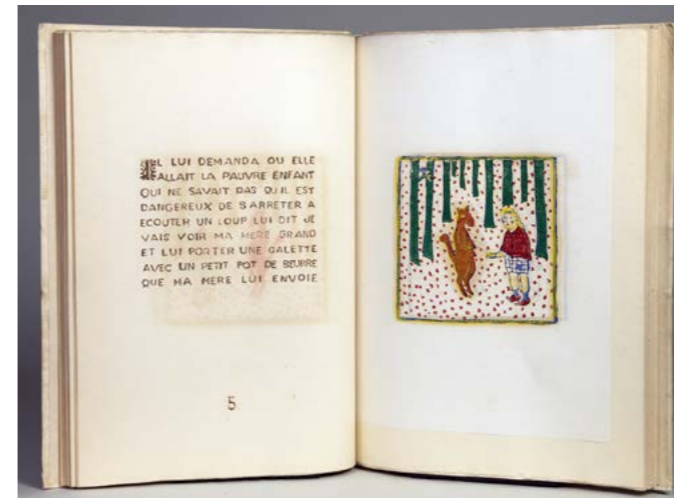 IL LUI DEMANDA OU ELLE
ALLAIT LA PAUVRE ENFANT
QUI NE SAVAIT PAS QU IL EST
DANGEREUX DE S ARRETER A
ECOUTER UN LOUP LUI DIT JE
VAIS VOIR MA MERE GRAND
ET LUI PORTER UNE GALETTE
AVEC UN PETIT POT DE BEURRE
QUE MA MERE LUI ENVOIE
5